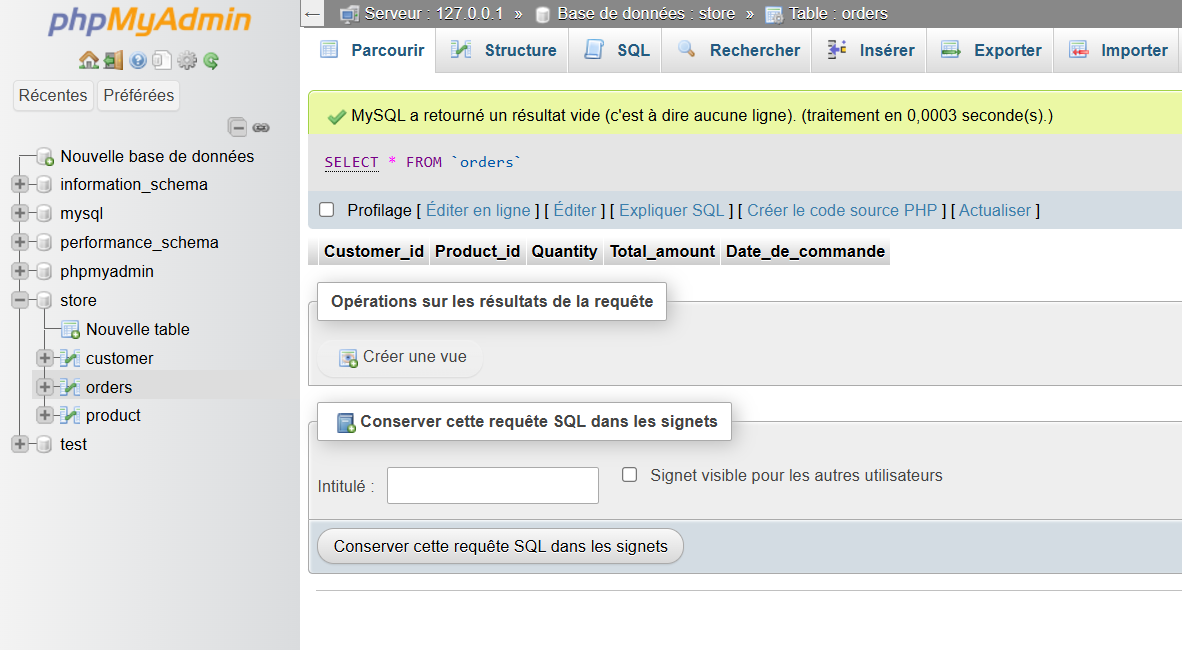 phpMyAdmin
Récentes Préférées
Nouvelle base de données
information_schema
mysql
performance_schema
phpmyadmin
store
Nouvelle table
customer
orders
product
test
Serveur : 127.0.0.1 » Base de données : store » Table : orders
Parcourir Structure SQL Rechercher Insérer Exporter Importer
MySQL a retourné un résultat vide (c'est à dire aucune ligne). (traitement en 0,0003 seconde(s).)
SELECT * FROM `orders`
Profilage [ Éditer en ligne ] [ Éditer ] [ Expliquer SQL ] [ Créer le code source PHP ] [ Actualiser ]
Customer_id Product_id Quantity Total_amount Date_de_commande
Opérations sur les résultats de la requête
Créer une vue
Conserver cette requête SQL dans les signets
Intitulé : Signet visible pour les autres utilisateurs
Conserver cette requête SQL dans les signets